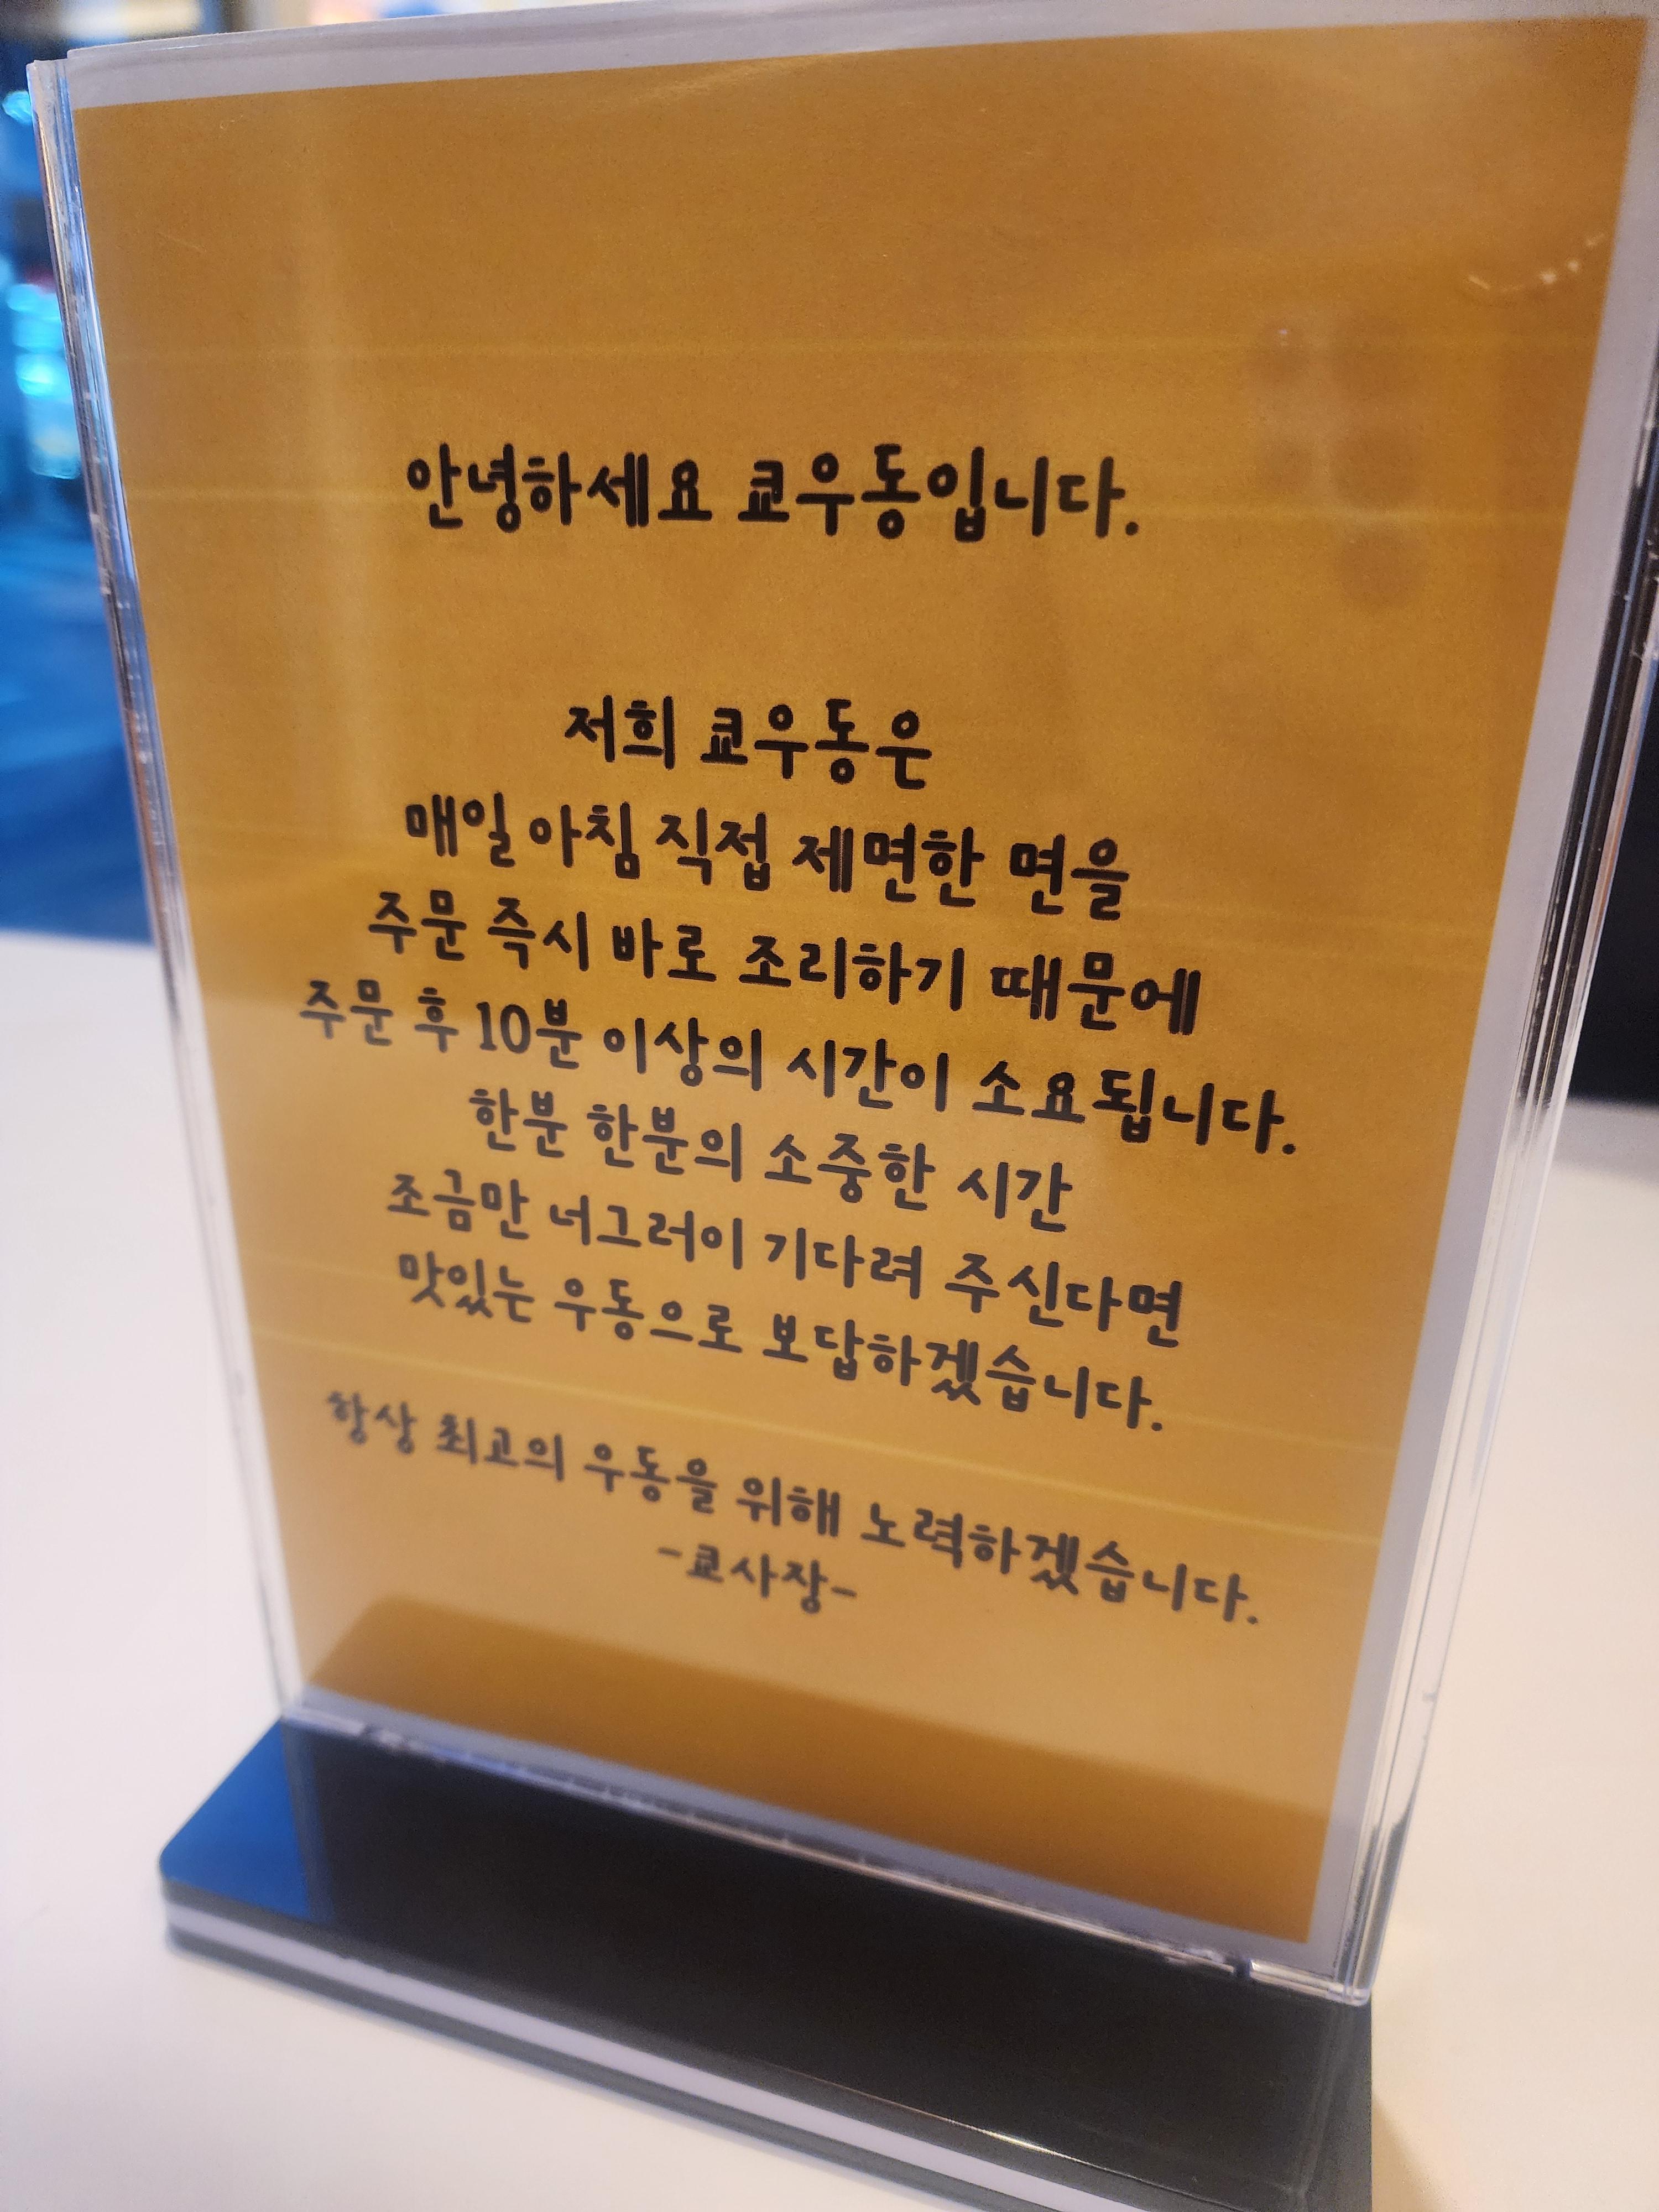 안녕하세요 쿄우동입니다.
저희 쿄우동은
매일 아침 직접 제면한 면을
주문 즉시 바로 조리하기 때문에
주문 후 10분 이상의 시간이 소요됩니다.
한분 한분의 소중한 시간
조금만 너그러이 기다려 주신다면
맛있는 우동으로 보답하겠습니다.
항상 최고의 우동을 위해 노력하겠습니다.
-쿄사장-